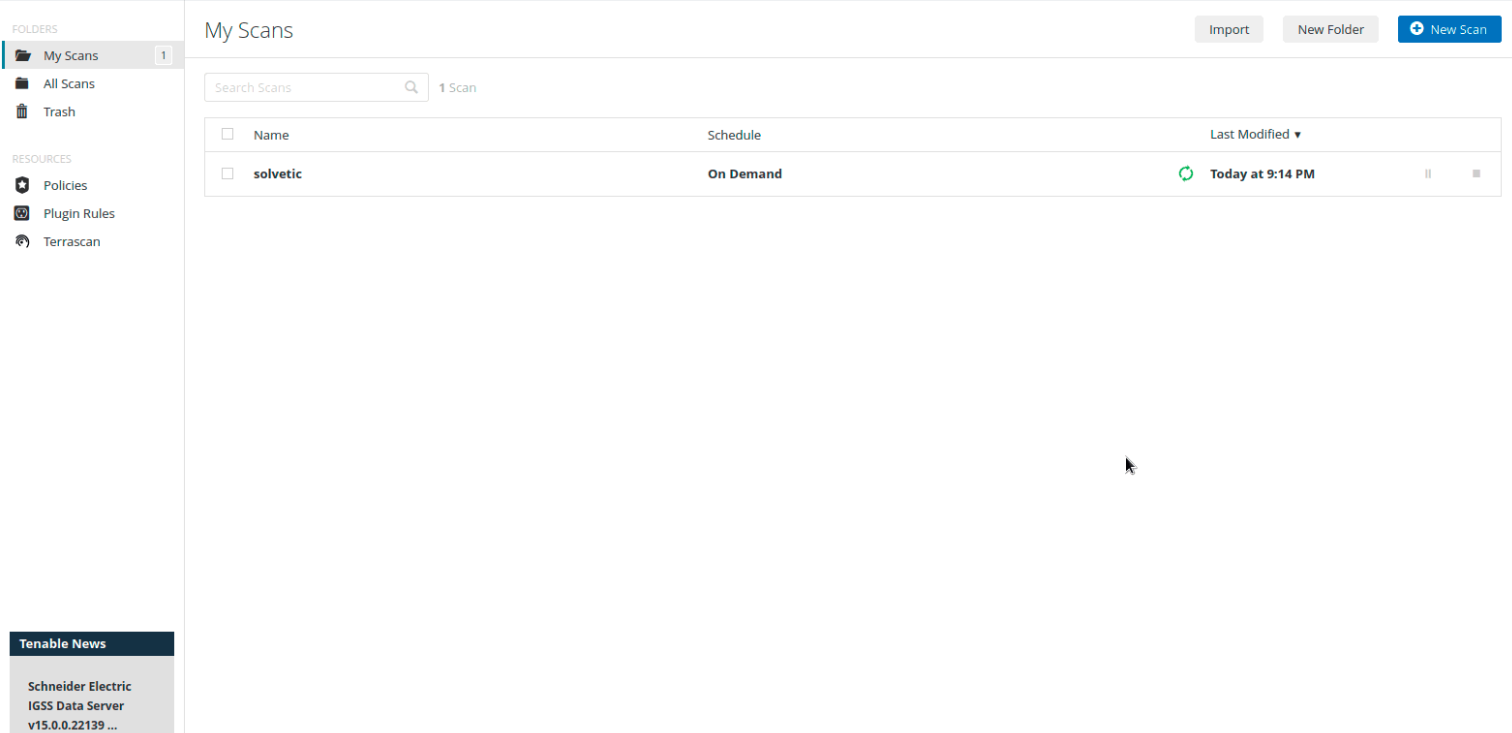 FOLDERS
My Scans 1
All Scans
Trash
RESOURCES
Policies
Plugin Rules
Terrascan
Tenable News
Schneider Electric
IGSS Data Server
v15.0.0.22139 ...
My Scans
Import
New Folder
New Scan
Search Scans
1 Scan
Name Schedule Last Modified ▼
solvetic On Demand Today at 9:14 PM